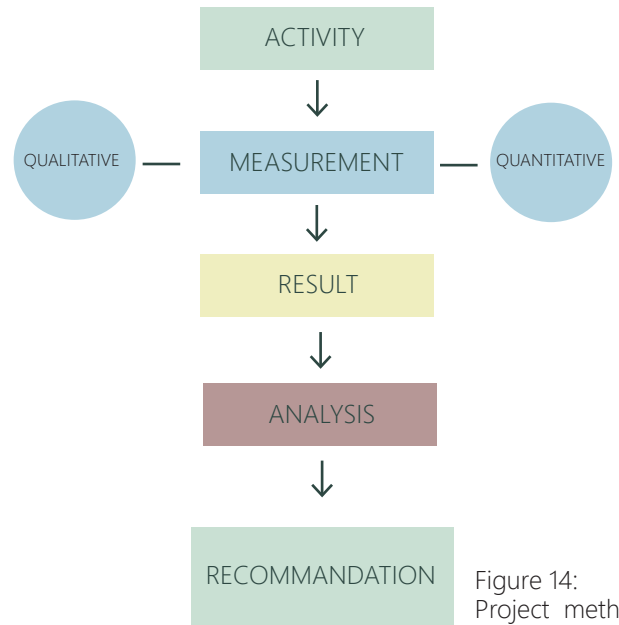 ACTIVITY
QUALITATIVE
MEASUREMENT
QUANTITATIVE
RESULT
ANALYSIS
RECOMMANDATION
Figure 14:
Project meth